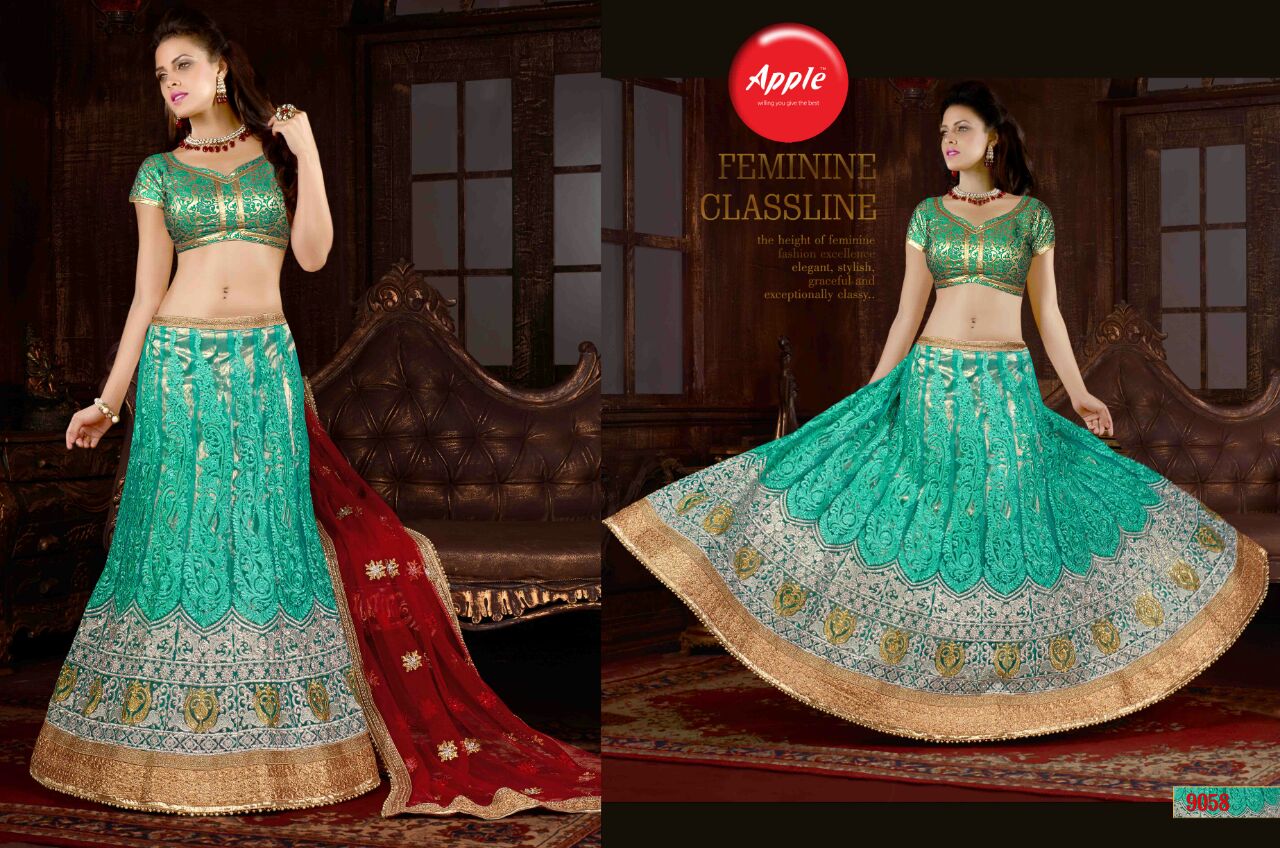 Apple™
willing you give the best
FEMININE
CLASSLINE
the height of feminine
fashion excellence
elegant, stylish,
graceful and
exceptionally classy..
9058